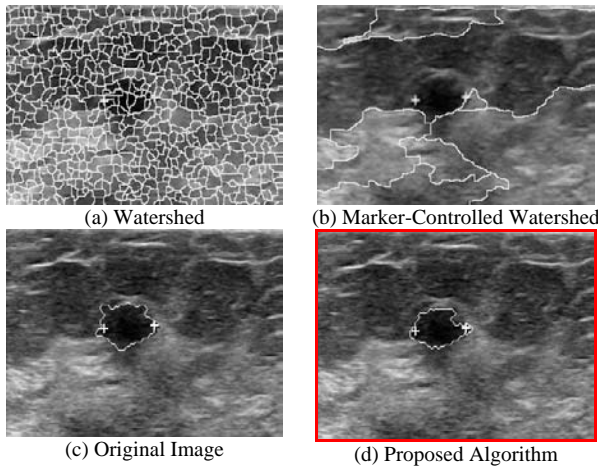 (a) Watershed
(b) Marker-Controlled Watershed
(c) Original Image
(d) Proposed Algorithm